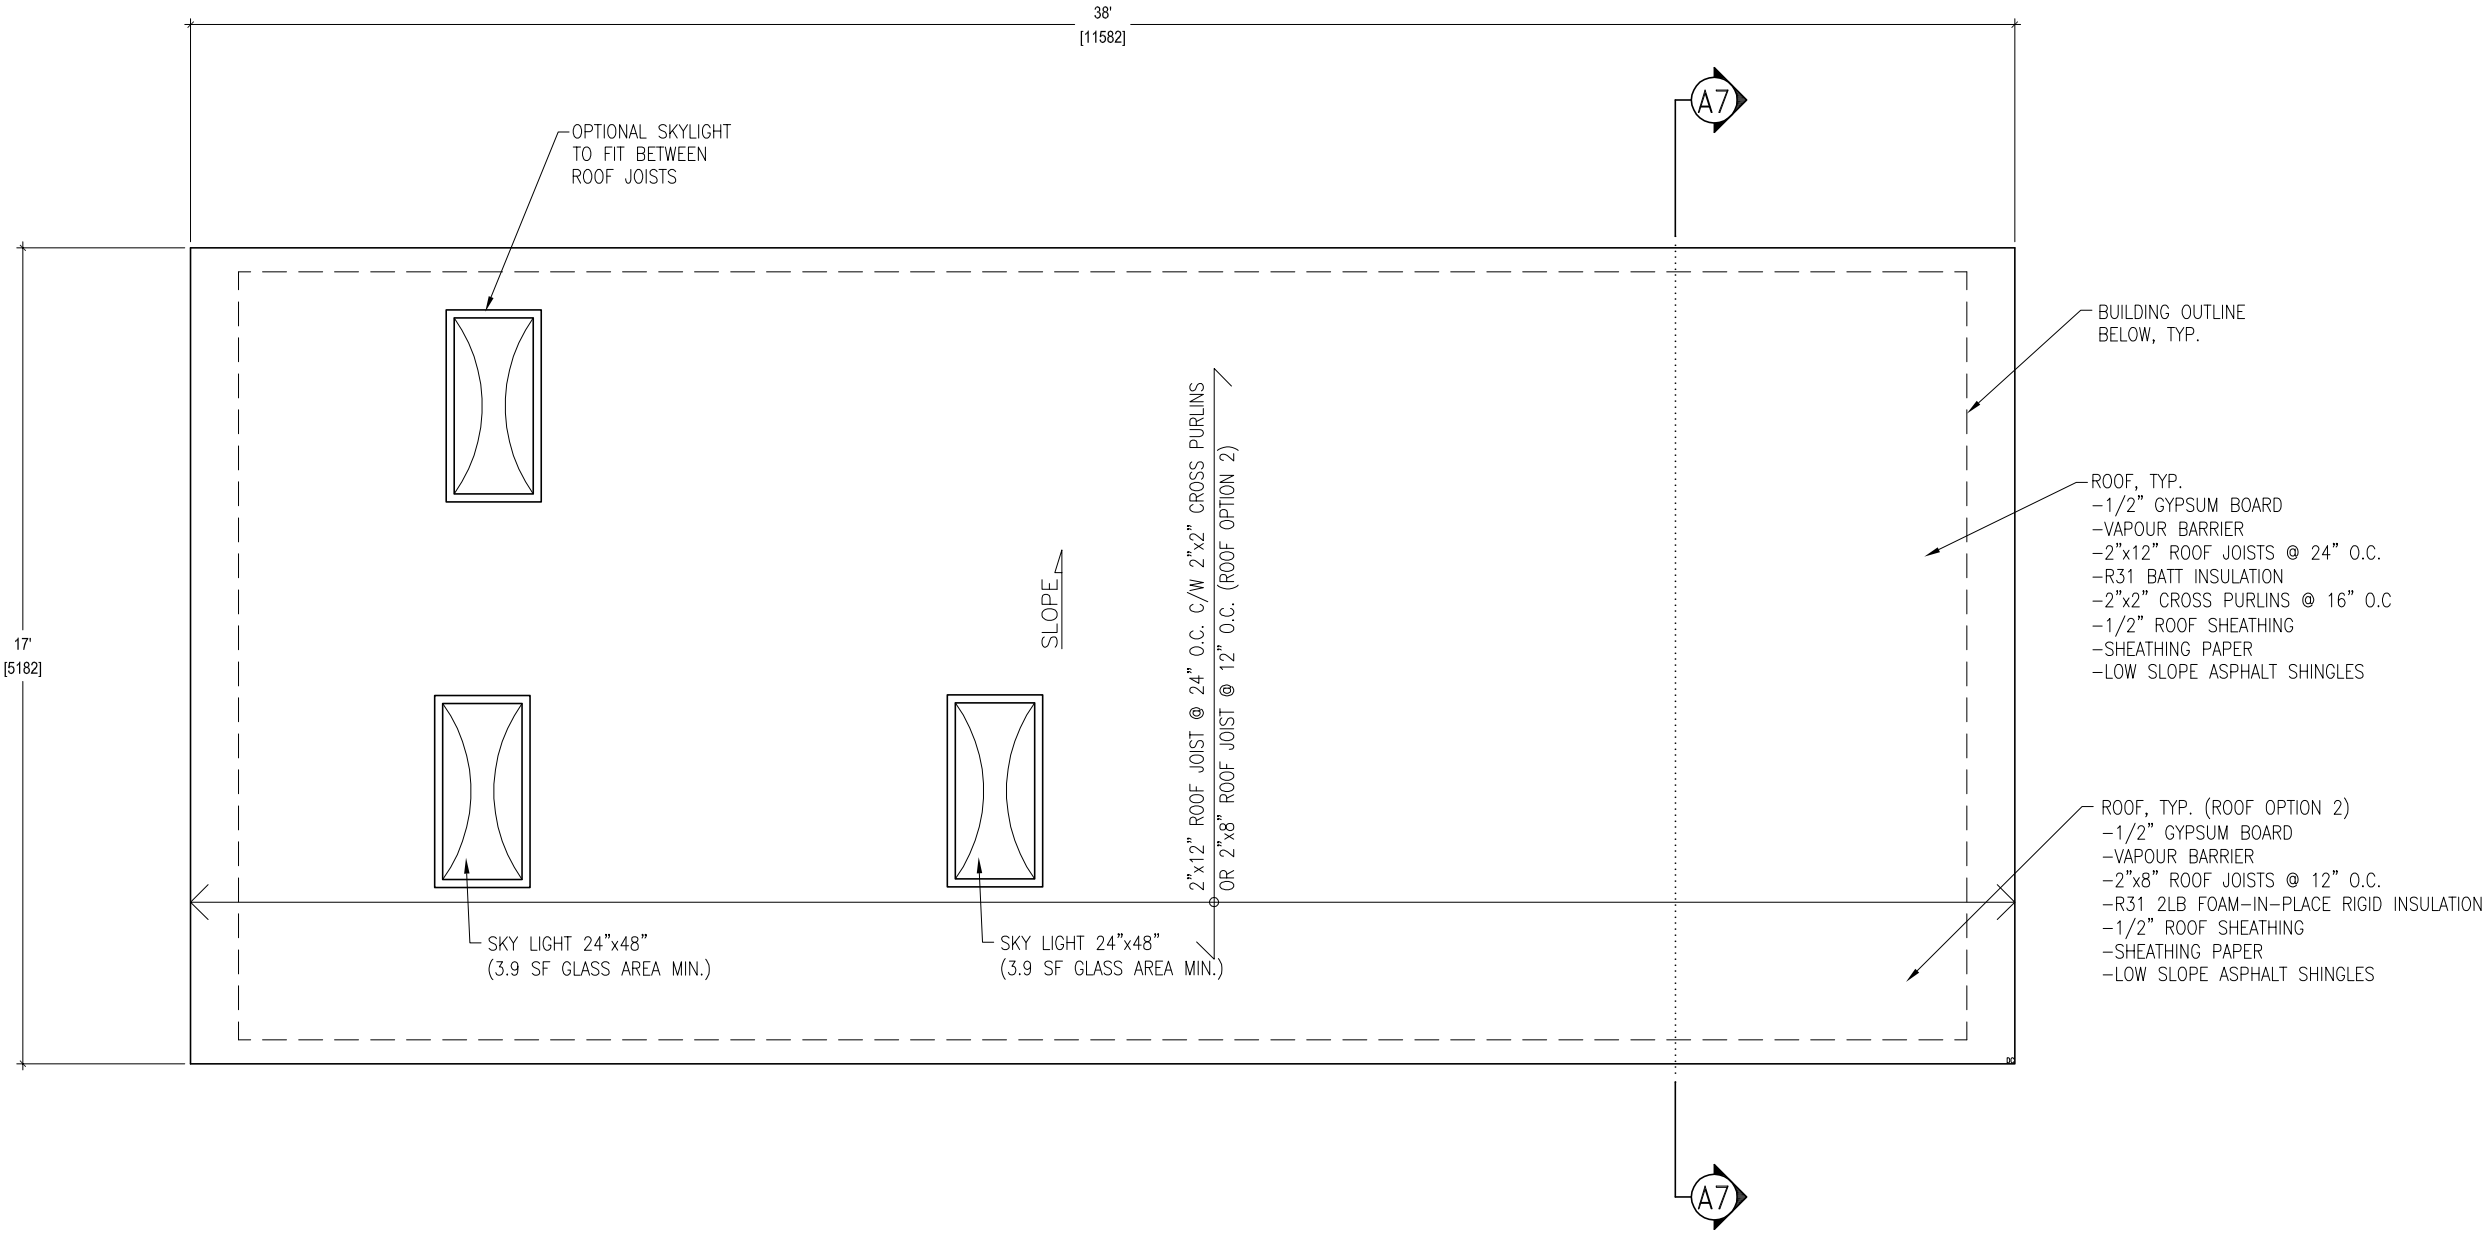 38'
[11582]
A7
OPTIONAL SKYLIGHT
TO FIT BETWEEN
ROOF JOISTS
BUILDING OUTLINE
BELOW, TYP.
17'
[5182]
SLOPE
2"x12" ROOF JOIST @ 24" O.C. C/W 2"x2" CROSS PURLINS
OR 2"x8" ROOF JOIST @ 12" O.C. (ROOF OPTION 2)
ROOF, TYP.
-1/2" GYPSUM BOARD
-VAPOUR BARRIER
-2"x12" ROOF JOISTS @ 24" O.C.
-R31 BATT INSULATION
-2"x2" CROSS PURLINS @ 16" O.C
-1/2" ROOF SHEATHING
-SHEATHING PAPER
-LOW SLOPE ASPHALT SHINGLES
ROOF, TYP. (ROOF OPTION 2)
-1/2" GYPSUM BOARD
-VAPOUR BARRIER
-2"x8" ROOF JOISTS @ 12" O.C.
-R31 2LB FOAM-IN-PLACE RIGID INSULATION
-1/2" ROOF SHEATHING
-SHEATHING PAPER
-LOW SLOPE ASPHALT SHINGLES
SKY LIGHT 24"x48"
(3.9 SF GLASS AREA MIN.)
SKY LIGHT 24"x48"
(3.9 SF GLASS AREA MIN.)
A7